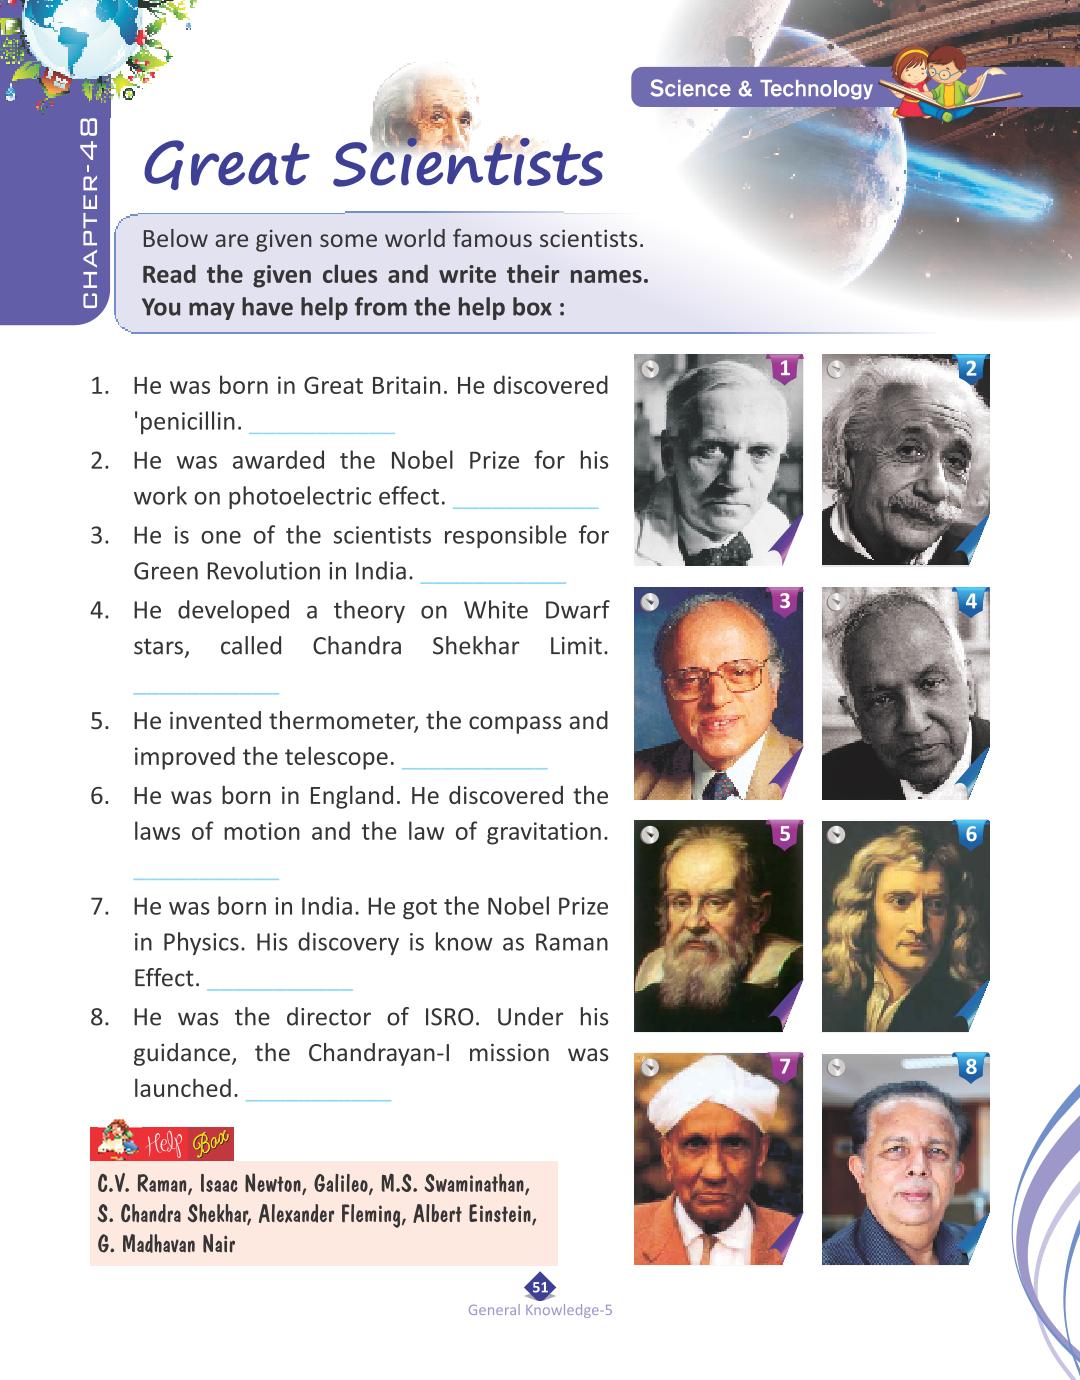 Science & Technology
CHAPTER-48
Great Scientists
Below are given some world famous scientists.
Read the given clues and write their names.
You may have help from the help box :
1. He was born in Great Britain. He discovered
'penicillin. ___________
2. He was awarded the Nobel Prize for his
work on photoelectric effect. ___________
3. He is one of the scientists responsible for
Green Revolution in India. ___________
4. He developed a theory on White Dwarf
stars, called Chandra Shekhar Limit.
___________
5. He invented thermometer, the compass and
improved the telescope. ___________
6. He was born in England. He discovered the
laws of motion and the law of gravitation.
___________
7. He was born in India. He got the Nobel Prize
in Physics. His discovery is know as Raman
Effect. ___________
8. He was the director of ISRO. Under his
guidance, the Chandrayan-I mission was
launched. ___________
1
2
3
4
5
6
7
8
Help Box
C.V. Raman, Isaac Newton, Galileo, M.S. Swaminathan,
S. Chandra Shekhar, Alexander Fleming, Albert Einstein,
G. Madhavan Nair
51
General Knowledge-5